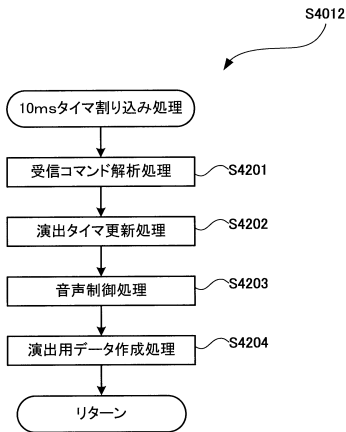 S4012
10msタイマ割り込み処理
受信コマンド解析処理
S4201
演出タイマ更新処理
S4202
音声制御処理
S4203
演出用データ作成処理
S4204
リターン